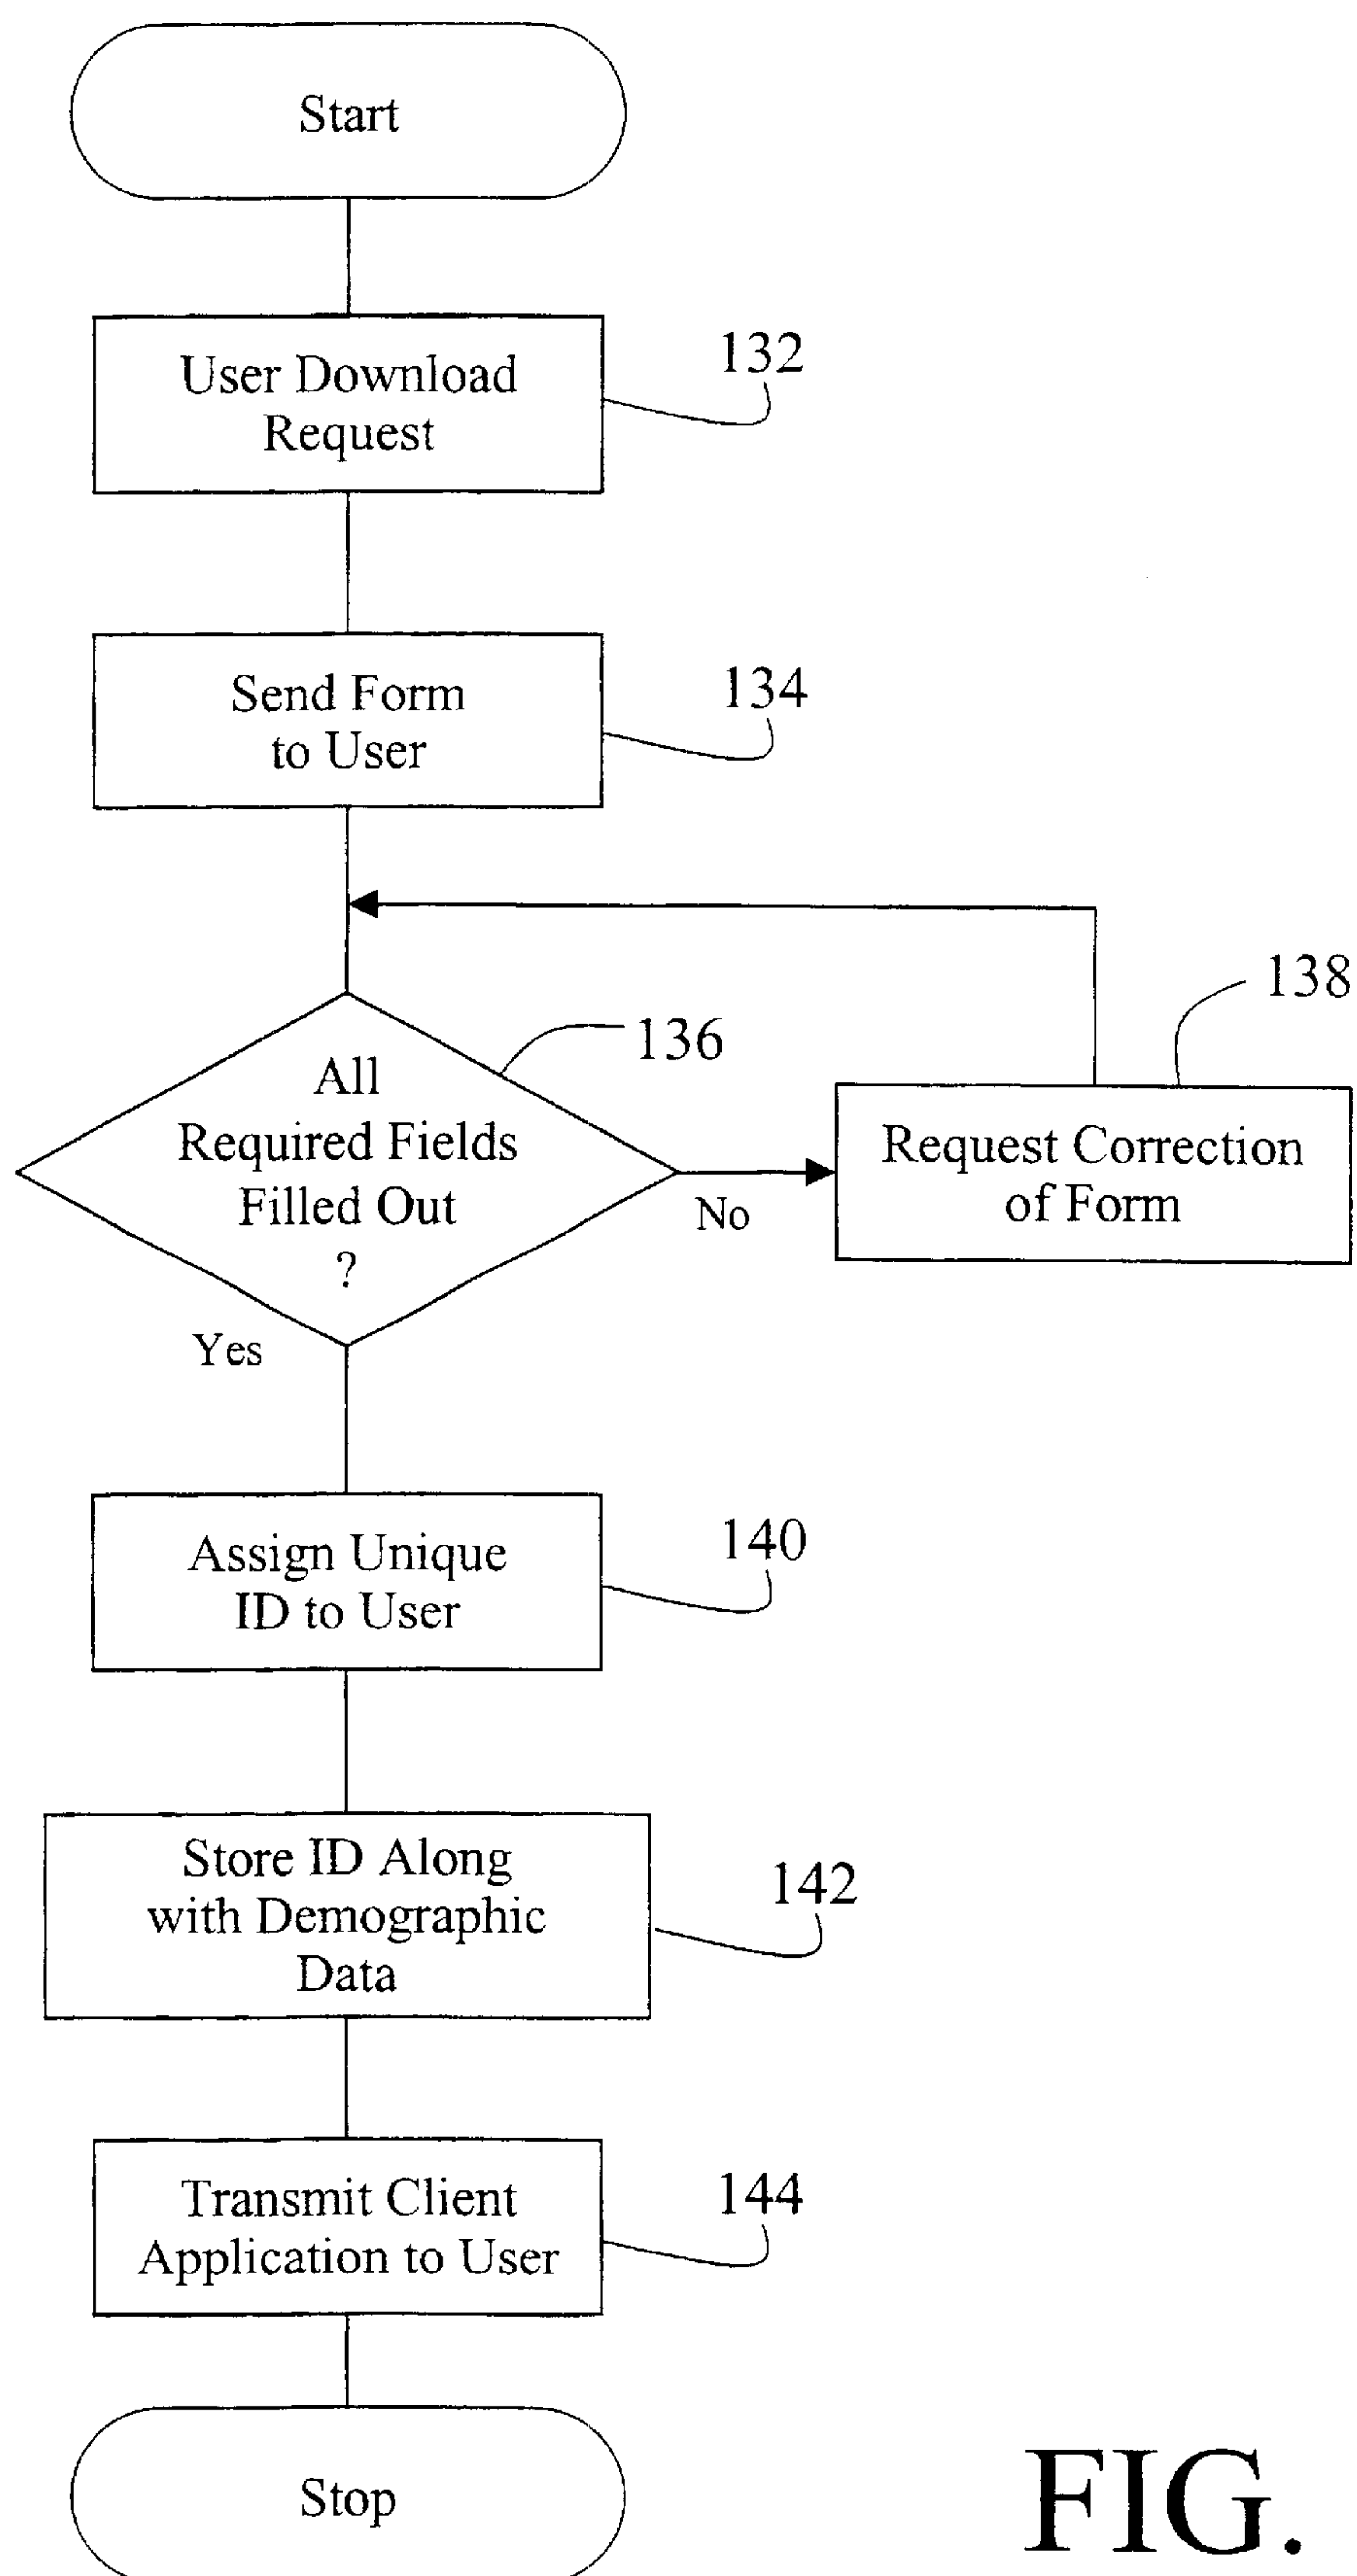 Start
User Download
Request
132
Send Form
to User
134
All
Required Fields
Filled Out
?
136
No
Yes
138
Request Correction
of Form
Assign Unique
ID to User
140
Store ID Along
with Demographic
Data
142
Transmit Client
Application to User
144
Stop
FIG.